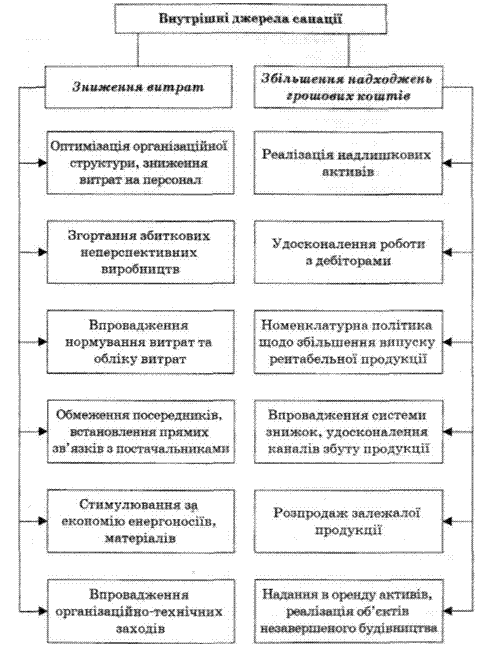 Внутрішні джерела санації
Зниження витрат
Збільшення надходжень
грошових коштів
Оптимізація організаційної
структури, зниження
витрат на персонал
Реалізація надлишкових
активів
Згортання збиткових
неперспективних
виробництв
Удосконалення роботи
з дебіторами
Впровадження
нормування витрат та
обліку витрат
Номенклатурна політика
щодо збільшення випуску
рентабельної продукції
Обмеження посередників,
встановлення прямих
зв’язків з постачальниками
Впровадження системи
знижок, удосконалення
каналів збуту продукції
Стимулювання за
економію енергоносіїв,
матеріалів
Розпродаж залежалої
продукції
Впровадження
організаційно-технічних
заходів
Надання в оренду активів,
реалізація об’єктів
незавершеного будівництва